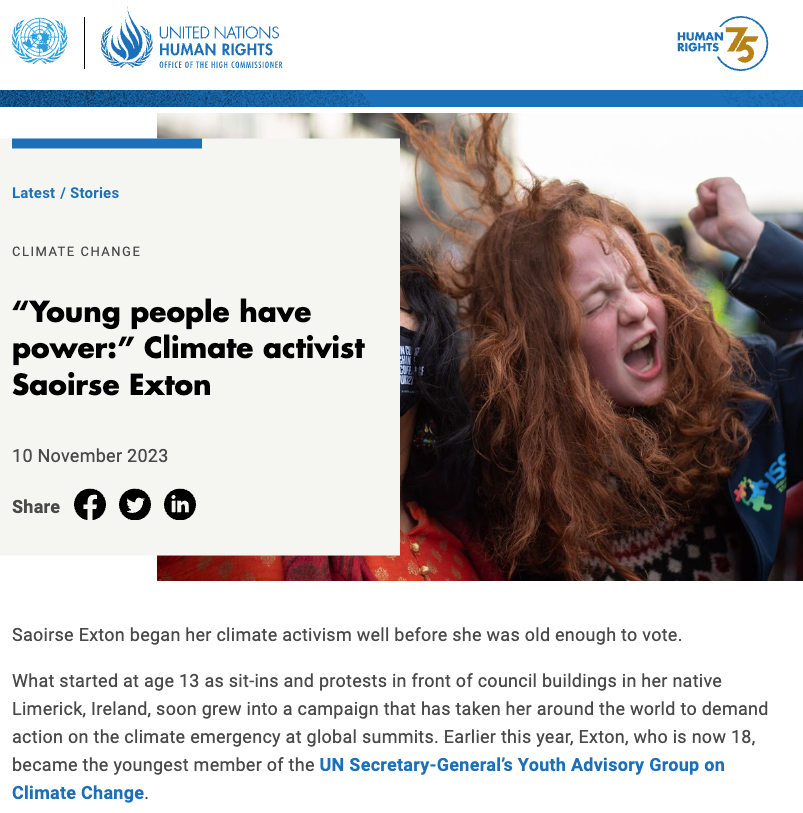 UNITED NATIONS
HUMAN RIGHTS
OFFICE OF THE HIGH COMMISSIONER
HUMAN
RIGHTS 75
Latest / Stories
CLIMATE CHANGE
“Young people have
power:” Climate activist
Saoirse Exton
10 November 2023
Share
Saoirse Exton began her climate activism well before she was old enough to vote.
What started at age 13 as sit-ins and protests in front of council buildings in her native
Limerick, Ireland, soon grew into a campaign that has taken her around the world to demand
action on the climate emergency at global summits. Earlier this year, Exton, who is now 18,
became the youngest member of the UN Secretary-General’s Youth Advisory Group on
Climate Change.